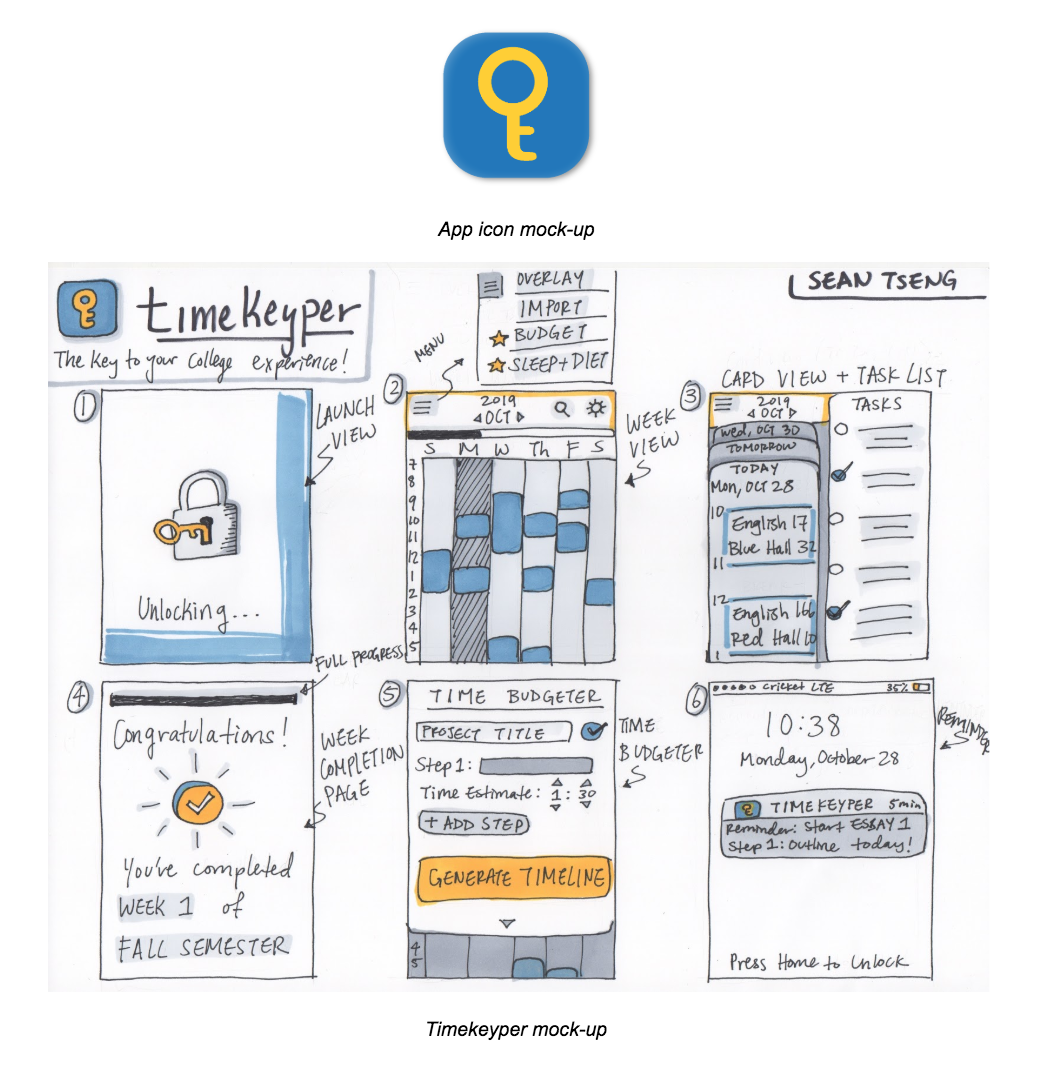 App icon mock-up
timekeyper
The key to your college experience!
MENU
OVERLAY
IMPORT
BUDGET
SLEEP+DIET
SEAN TSENG
1
LAUNCH VIEW
Unlocking...
2
2019
OCT
WEEK VIEW
S M W Th F S
7
8
9
10
11
12
1
2
3
4
5
3
CARD VIEW + TASK LIST
2019
OCT
TASKS
Wed, OCT 30
TOMORROW
TODAY
Mon, OCT 28
10
English 17
Blue Hall 32
11
12
English 106
Red Hall 10
1
4
FULL PROGRESS
Congratulations!
WEEK
COMPLETION
PAGE
You've completed
WEEK 1 of
FALL SEMESTER
5
TIME BUDGETER
PROJECT TITLE
Step 1:
Time Estimate: 1:30
+ ADD STEP
GENERATE TIMELINE
4
5
TIME
BUDGETER
6
cricket LTE 35%
10:38
Monday, October 28
TIMEKEYPER 5min
Reminder: Start ESSAY 1
Step 1: Outline today!
Press Home to Unlock
REMINDER
Timekeyper mock-up